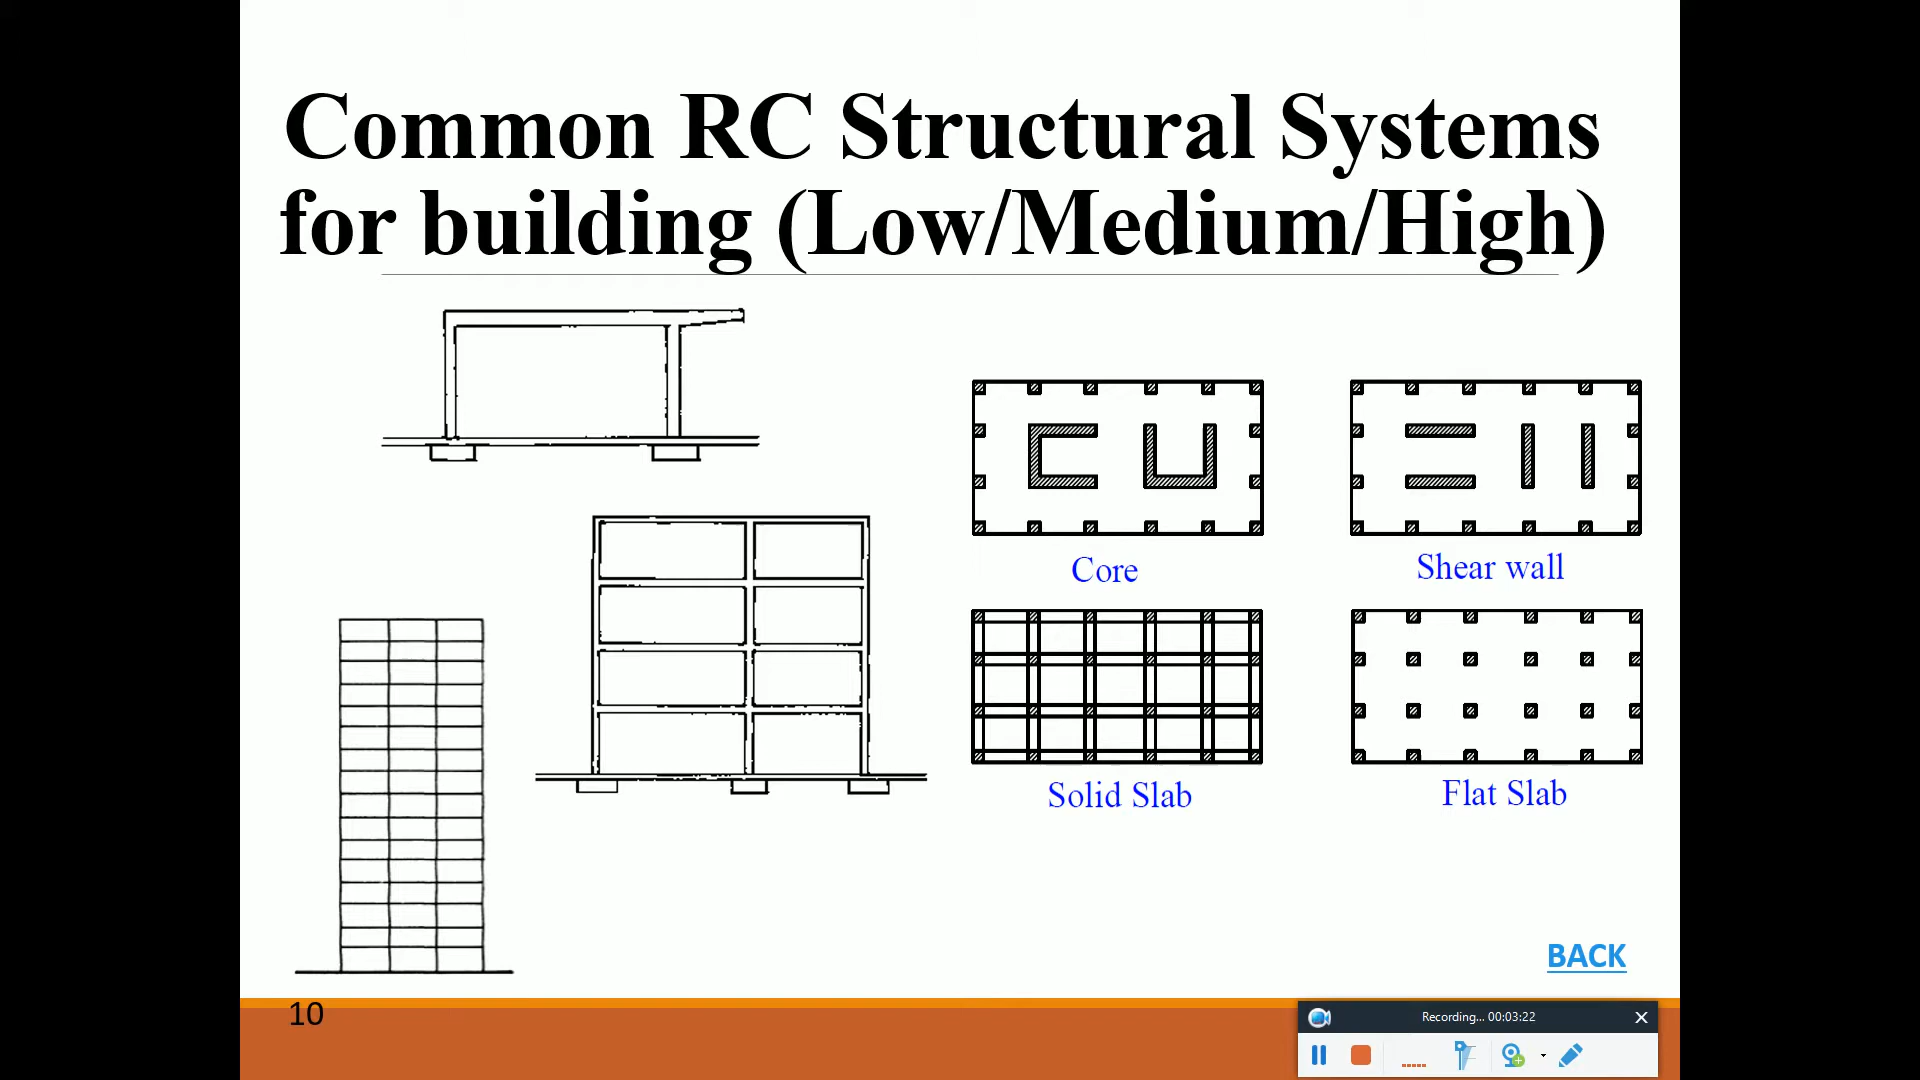 Common RC Structural Systems
for building (Low/Medium/High)
Core
Shear wall
Solid Slab
Flat Slab
BACK
10
Recording... 00:03:22